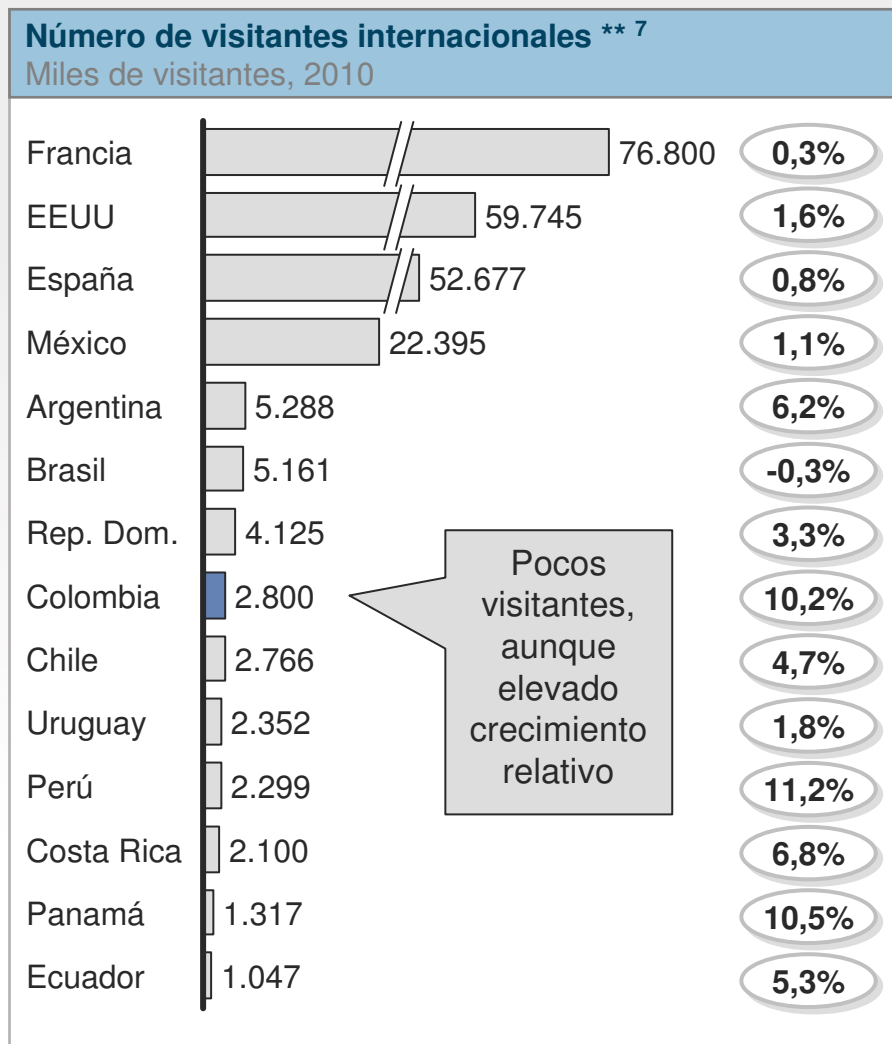 Número de visitantes internacionales ** 7
Miles de visitantes, 2010
Francia 76.800 0,3%
EEUU 59.745 1,6%
España 52.677 0,8%
México 22.395 1,1%
Argentina 5.288 6,2%
Brasil 5.161 -0,3%
Rep. Dom. 4.125 3,3%
Colombia 2.800 10,2%
Chile 2.766 4,7%
Uruguay 2.352 1,8%
Perú 2.299 11,2%
Costa Rica 2.100 6,8%
Panamá 1.317 10,5%
Ecuador 1.047 5,3%
Pocos
visitantes,
aunque
elevado
crecimiento
relativo